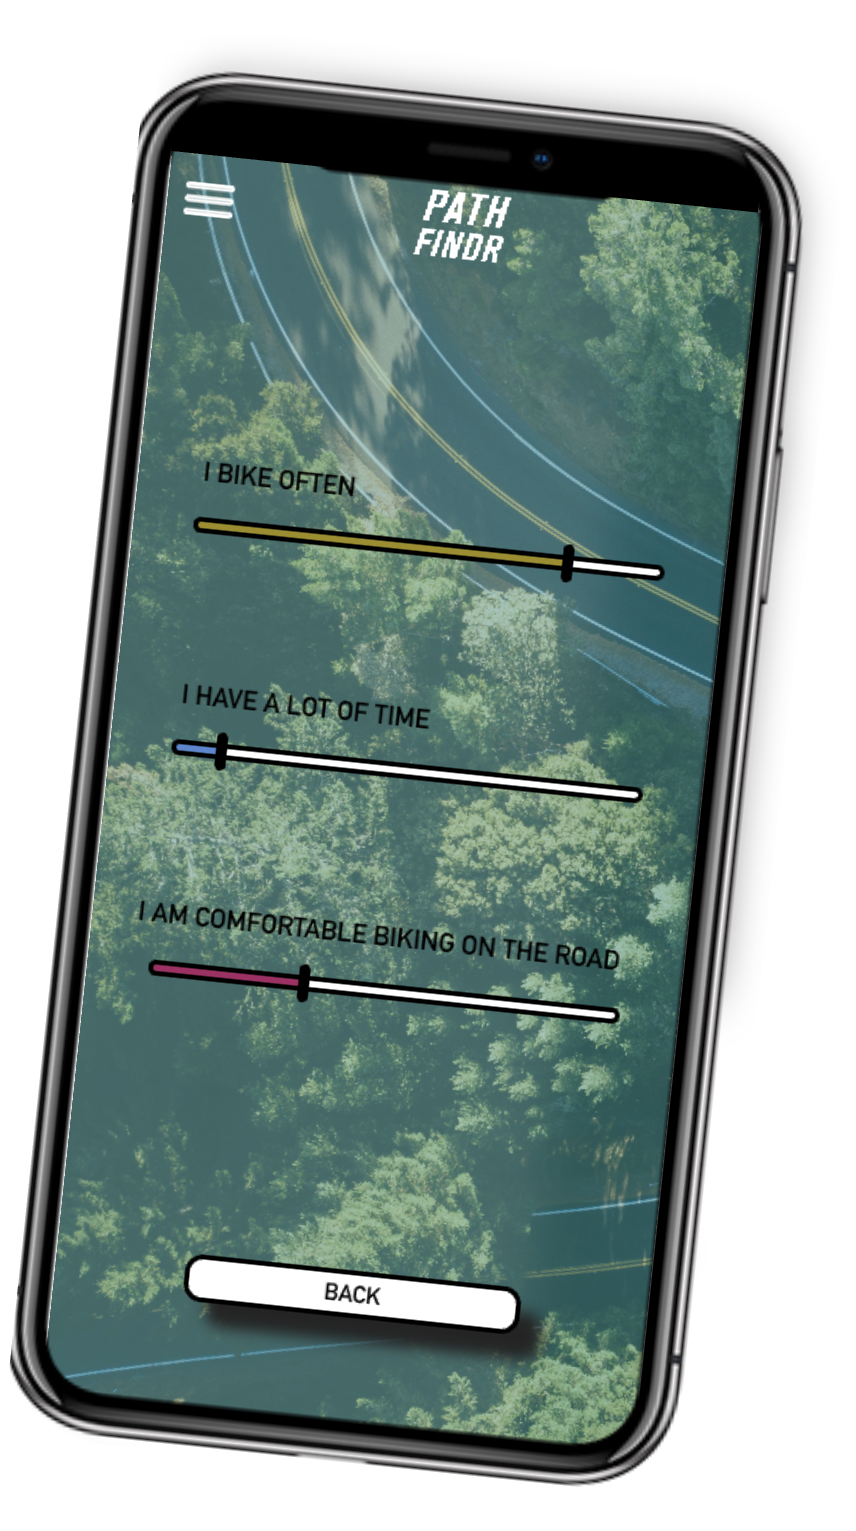 PATH
FINDR
I BIKE OFTEN
I HAVE A LOT OF TIME
I AM COMFORTABLE BIKING ON THE ROAD
BACK